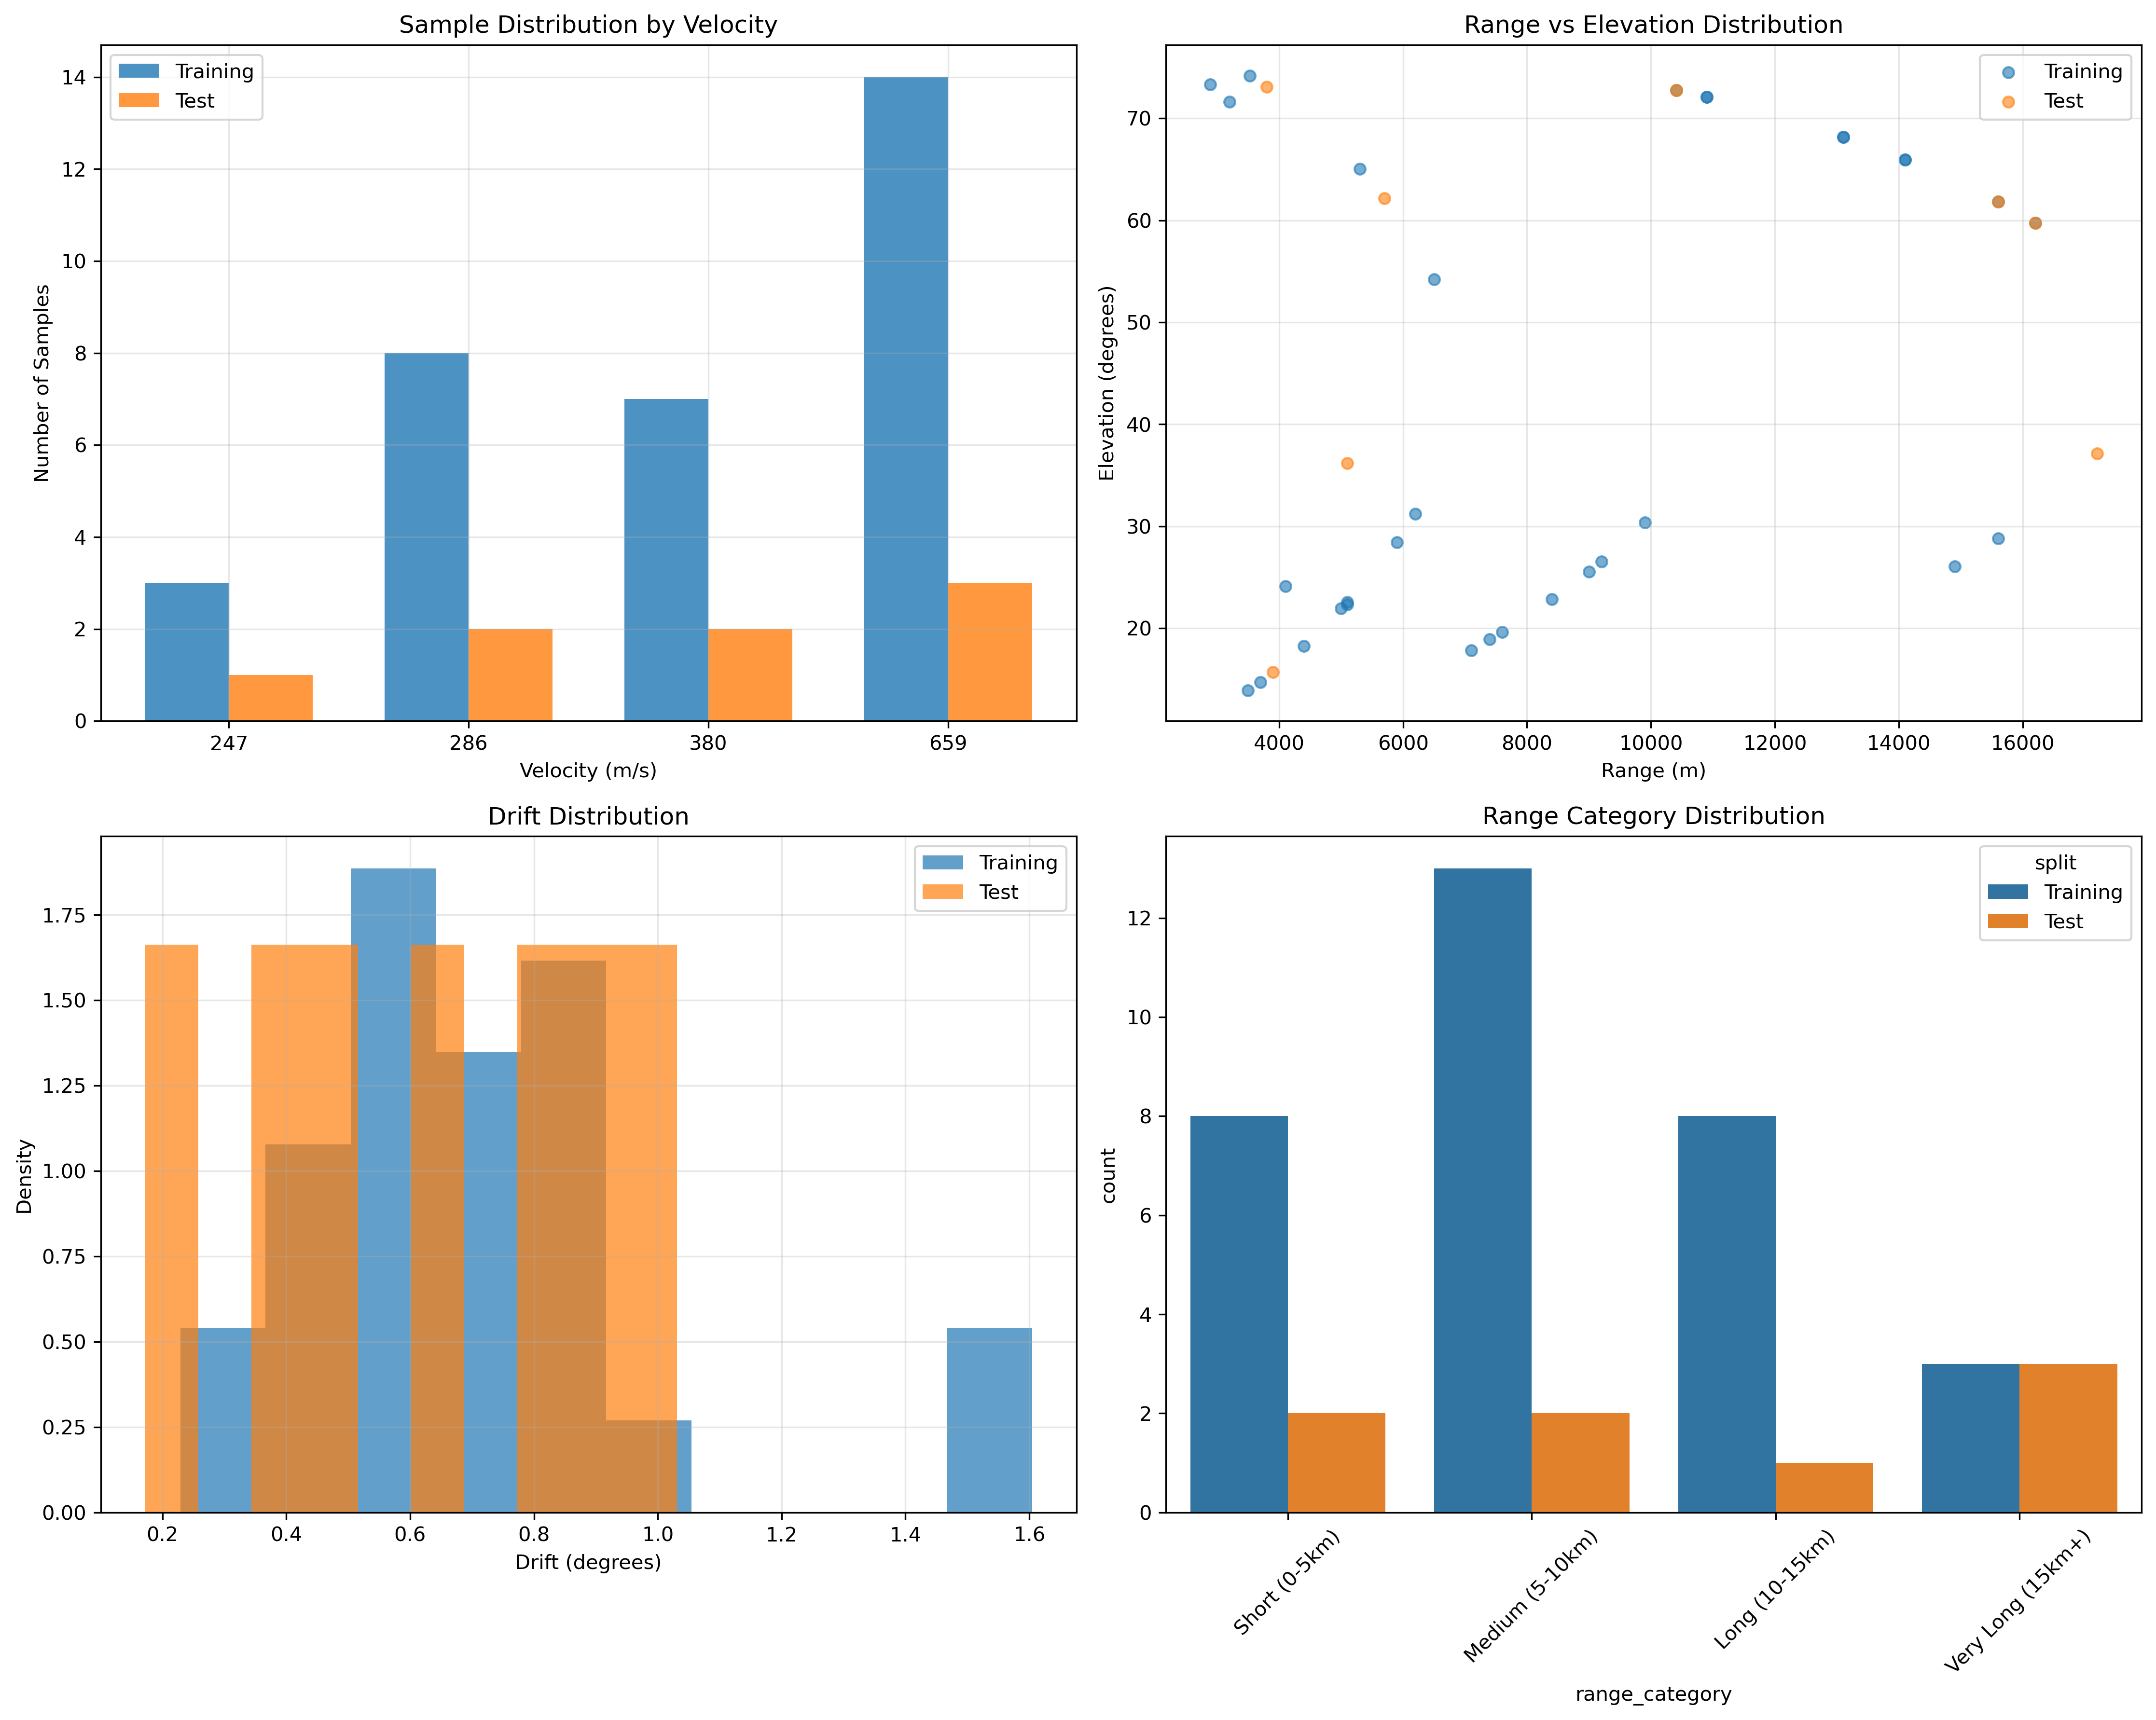 Sample Distribution by Velocity
Training
Test
14
12
10
8
6
4
2
0
Number of Samples
247 286 380 659
Velocity (m/s)
Range vs Elevation Distribution
Training
Test
70
60
50
40
30
20
Elevation (degrees)
4000 6000 8000 10000 12000 14000 16000
Range (m)
Drift Distribution
Training
Test
1.75
1.50
1.25
1.00
0.75
0.50
0.25
0.00
Density
0.2 0.4 0.6 0.8 1.0 1.2 1.4 1.6
Drift (degrees)
Range Category Distribution
split
Training
Test
12
10
8
6
4
2
0
count
Short (0-5km)
Medium (5-10km)
Long (10-15km)
Very Long (15km+)
range_category